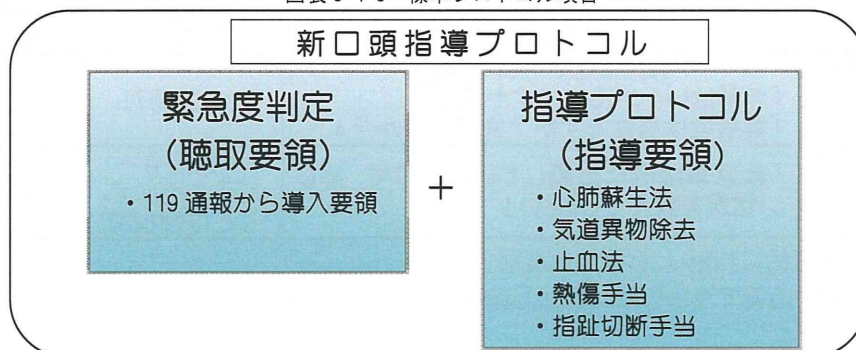 新口頭指導プロトコル
緊急度判定
（聴取要領）
・119 通報から導入要領
＋
指導プロトコル
（指導要領）
・心肺蘇生法
・気道異物除去
・止血法
・熱傷手当
・指趾切断手当